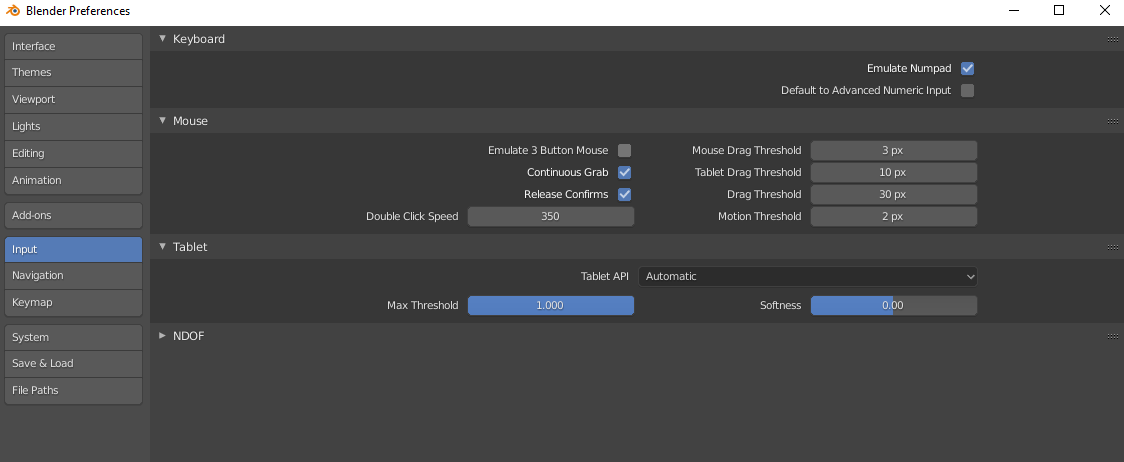 Blender Preferences
Interface
Themes
Viewport
Lights
Editing
Animation
Add-ons
Input
Navigation
Keymap
System
Save & Load
File Paths
Keyboard
Emulate Numpad
Default to Advanced Numeric Input
Mouse
Emulate 3 Button Mouse
Continuous Grab
Release Confirms
Double Click Speed 350
Mouse Drag Threshold 3 px
Tablet Drag Threshold 10 px
Drag Threshold 30 px
Motion Threshold 2 px
Tablet
Tablet API Automatic
Max Threshold 1.000 Softness 0.00
NDOF